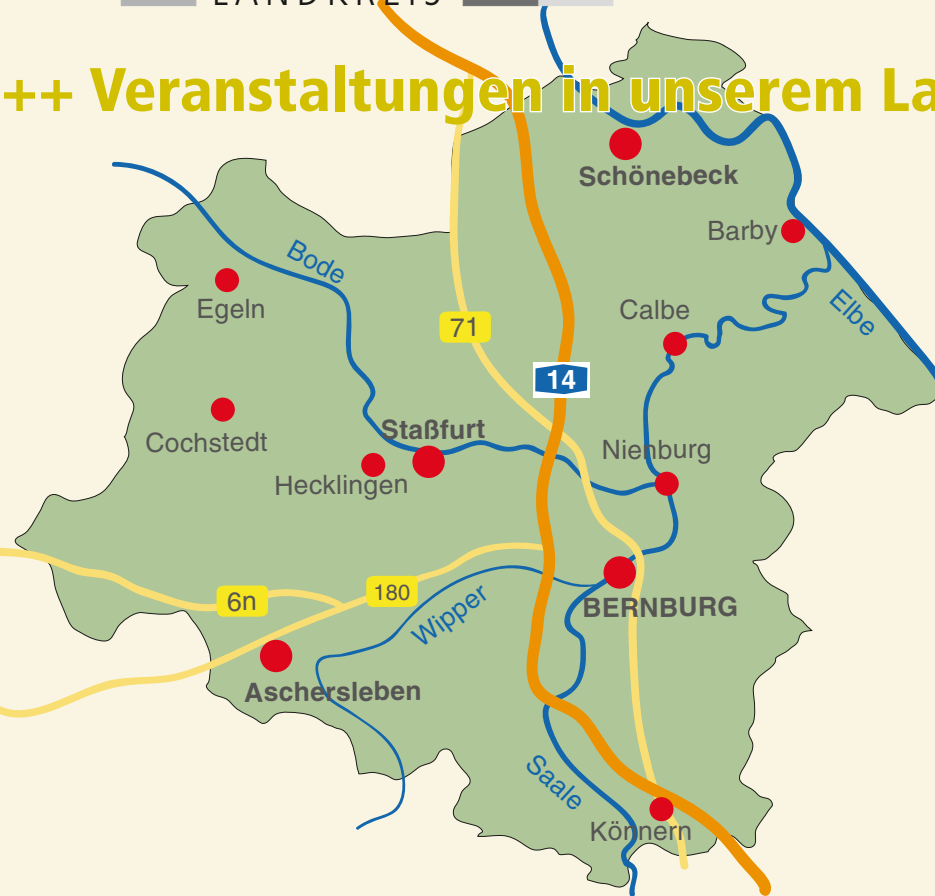 LANDKREIS
++ Veranstaltungen in unserem La
Schönebeck
Barby
Bode
Egeln
Elbe
Calbe
71
14
Staßfurt
Cochstedt
Nienburg
Hecklingen
6n
180
Wipper
BERNBURG
Aschersleben
Saale
Könnern